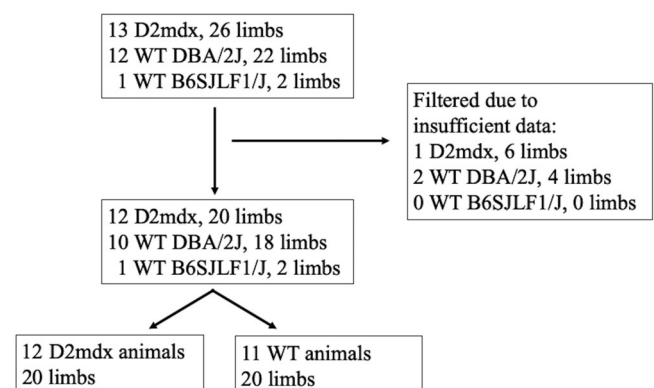 13 D2mdx, 26 limbs
12 WT DBA/2J, 22 limbs
1 WT B6SJLF1/J, 2 limbs
Filtered due to
insufficient data:
1 D2mdx, 6 limbs
2 WT DBA/2J, 4 limbs
0 WT B6SJLF1/J, 0 limbs
12 D2mdx, 20 limbs
10 WT DBA/2J, 18 limbs
1 WT B6SJLF1/J, 2 limbs
12 D2mdx animals
20 limbs
11 WT animals
20 limbs